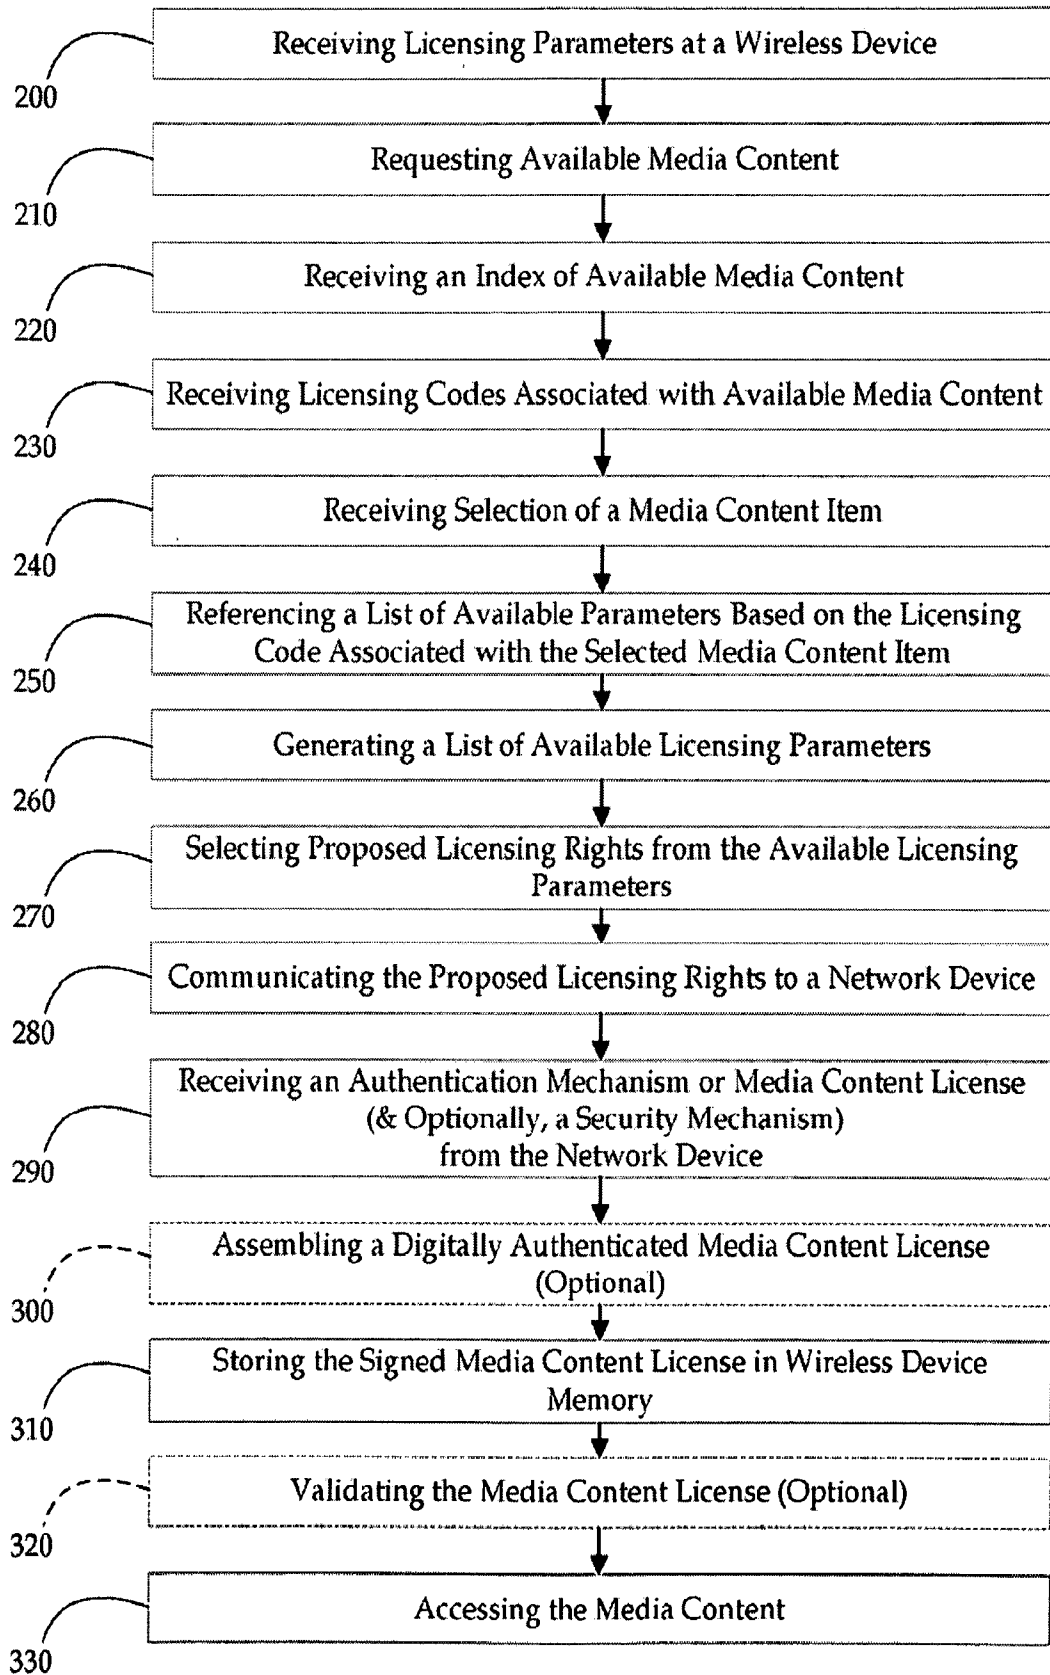 Receiving Licensing Parameters at a Wireless Device
200
Requesting Available Media Content
210
Receiving an Index of Available Media Content
220
Receiving Licensing Codes Associated with Available Media Content
230
Receiving Selection of a Media Content Item
240
Referencing a List of Available Parameters Based on the Licensing
Code Associated with the Selected Media Content Item
250
Generating a List of Available Licensing Parameters
260
Selecting Proposed Licensing Rights from the Available Licensing
Parameters
270
Communicating the Proposed Licensing Rights to a Network Device
280
Receiving an Authentication Mechanism or Media Content License
(& Optionally, a Security Mechanism)
from the Network Device
290
Assembling a Digitally Authenticated Media Content License
(Optional)
300
Storing the Signed Media Content License in Wireless Device
Memory
310
Validating the Media Content License (Optional)
320
Accessing the Media Content
330